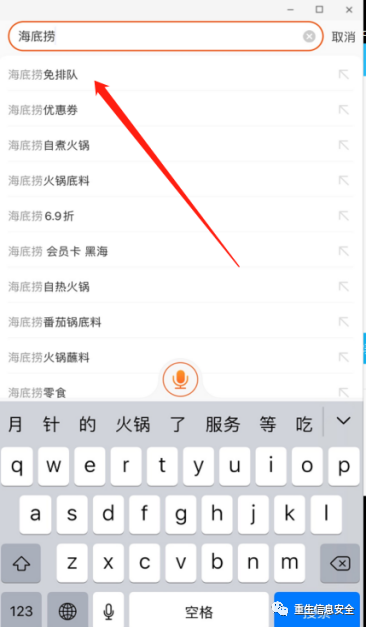 海底捞
取消
海底捞免排队
海底捞优惠券
海底捞自煮火锅
海底捞火锅底料
海底捞6.9折
海底捞 会员卡 黑海
海底捞自热火锅
海底捞番茄锅底料
海底捞火锅蘸料
海底捞零食
月 针 的 火锅 了 服务 等 吃
q w e r t y u i o p
a s d f g h j k l
z x c v b n m
123 空格 搜索
重生信息安全